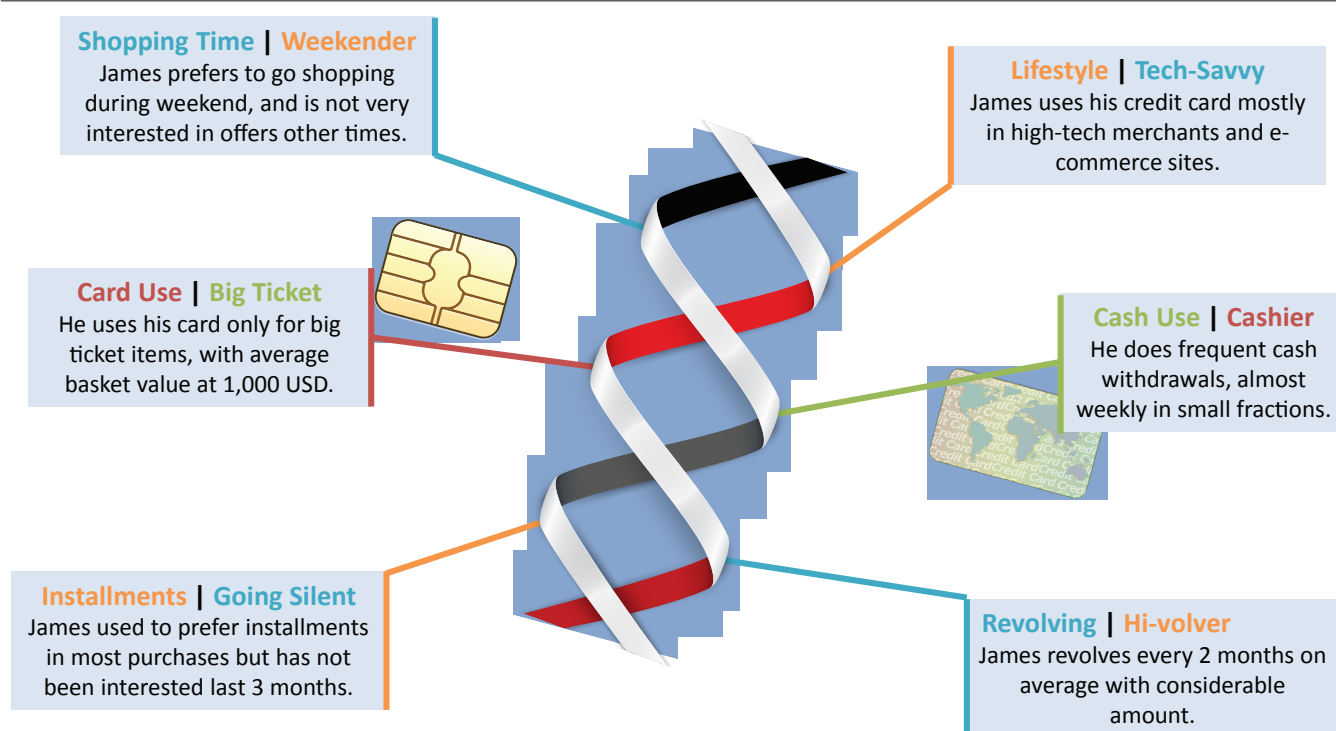 Shopping Time | Weekender
James prefers to go shopping
during weekend, and is not very
interested in offers other times.
Lifestyle | Tech-Savvy
James uses his credit card mostly
in high-tech merchants and e-
commerce sites.
Card Use | Big Ticket
He uses his card only for big
ticket items, with average
basket value at 1,000 USD.
Cash Use | Cashier
He does frequent cash
withdrawals, almost
weekly in small fractions.
Installments | Going Silent
James used to prefer installments
in most purchases but has not
been interested last 3 months.
Revolving | Hi-volver
James revolves every 2 months on
average with considerable
amount.